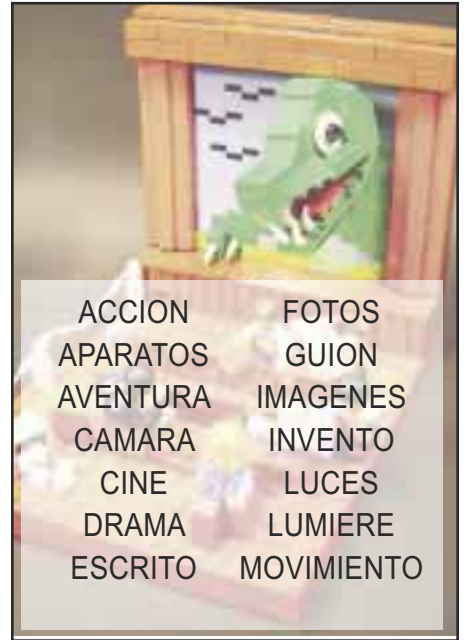 ACCION FOTOS
APARATOS GUION
AVENTURA IMAGENES
CAMARA INVENTO
CINE LUCES
DRAMA LUMIERE
ESCRITO MOVIMIENTO